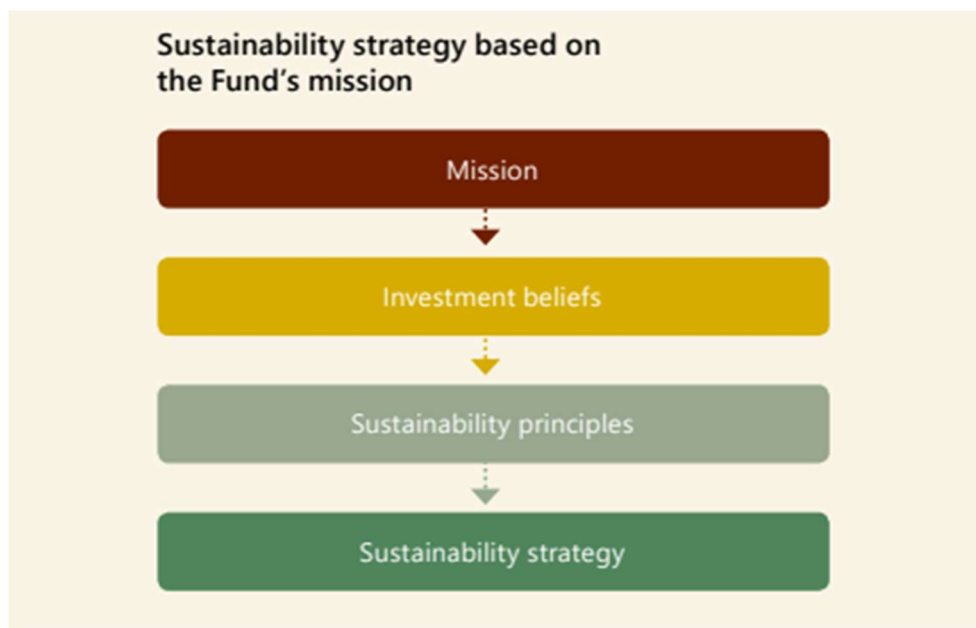 Sustainability strategy based on
the Fund's mission
Mission
Investment beliefs
Sustainability principles
Sustainability strategy